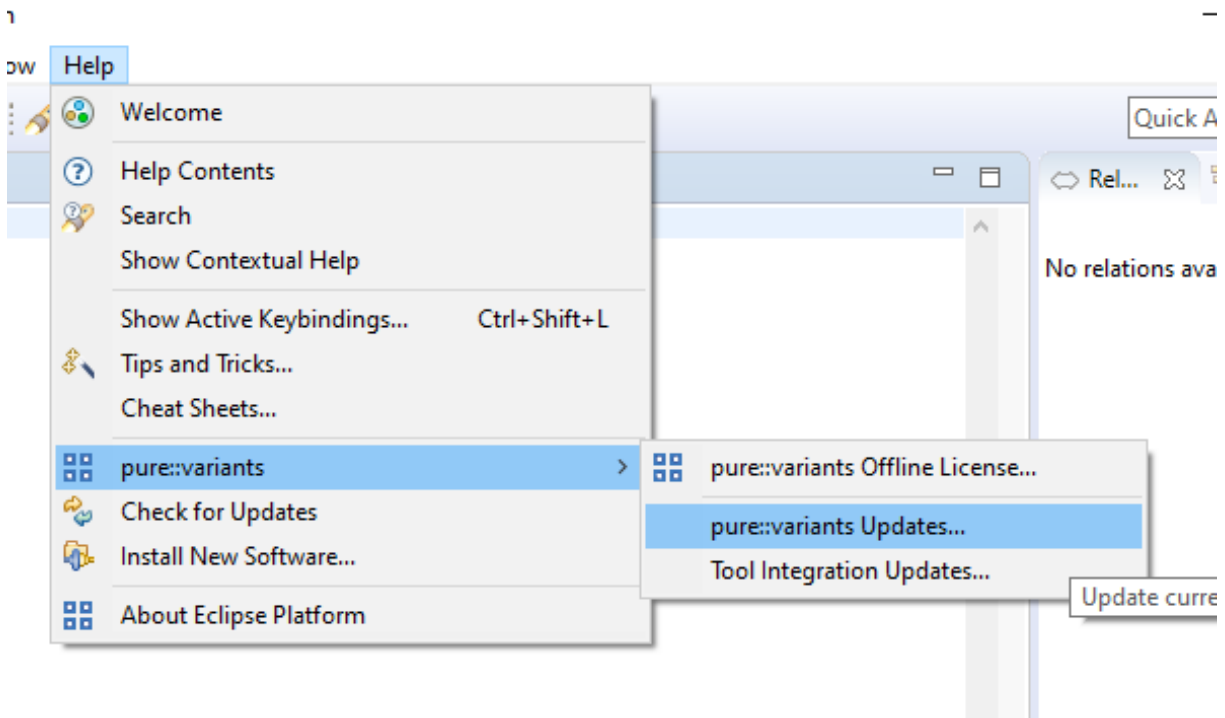 Help
Quick A
Welcome
Help Contents
Rel...
Search
Show Contextual Help
No relations ava
Show Active Keybindings... Ctrl+Shift+L
Tips and Tricks...
Cheat Sheets...
pure::variants
pure::variants Offline License...
Check for Updates
pure::variants Updates...
Install New Software...
Tool Integration Updates...
Update curre
About Eclipse Platform